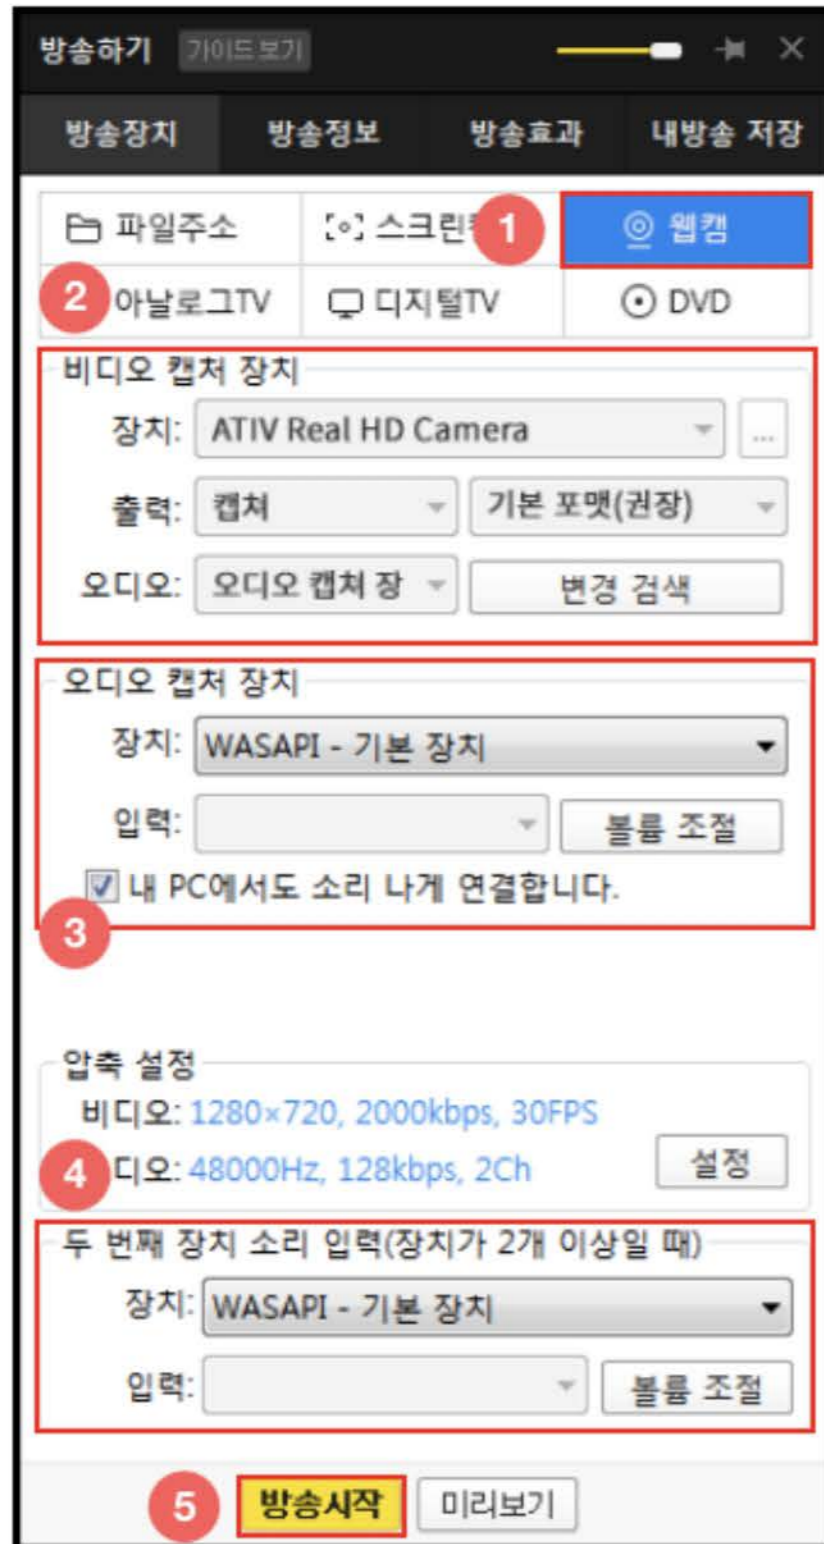 방송하기 가이드 보기
방송장치 방송정보 방송효과 내방송 저장
파일주소 스크린 1 웹캠
2 아날로그TV 디지털TV DVD
비디오 캡처 장치
장치: ATIV Real HD Camera ...
출력: 캡쳐 기본 포맷(권장)
오디오: 오디오 캡쳐 장 변경 검색
오디오 캡처 장치
장치: WASAPI - 기본 장치
입력: 볼륨 조절
내 PC에서도 소리 나게 연결합니다.
3
압축 설정
비디오: 1280×720, 2000kbps, 30FPS
4 디오: 48000Hz, 128kbps, 2Ch 설정
두 번째 장치 소리 입력(장치가 2개 이상일 때)
장치: WASAPI - 기본 장치
입력: 볼륨 조절
5 방송시작 미리보기